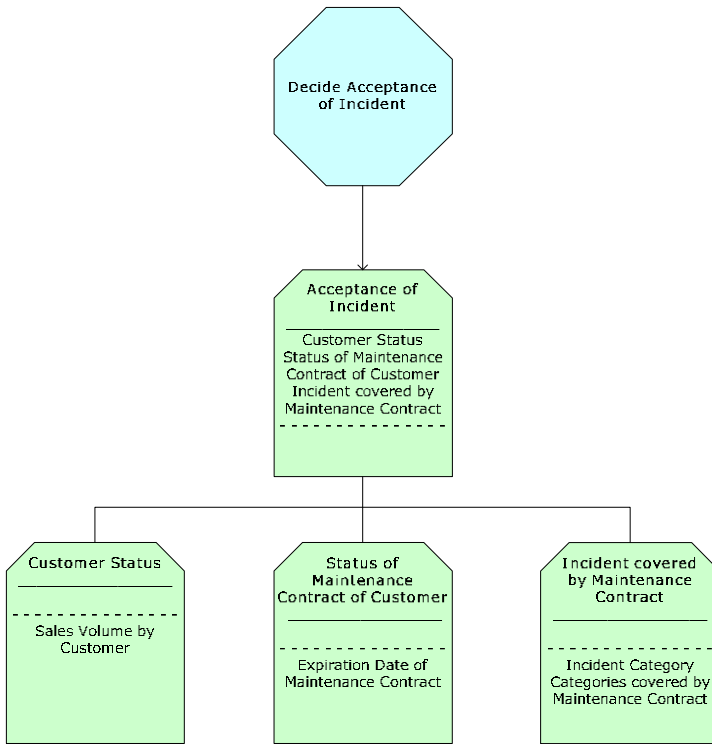 Decide Acceptance
of Incident
Acceptance of
Incident
Customer Status
Status of Maintenance
Contract of Customer
Incident covered by
Maintenance Contract
Customer Status
Sales Volume by
Customer
Status of
Maintenance
Contract of Customer
Expiration Date of
Maintenance Contract
Incident covered
by Maintenance
Contract
Incident Category
Categories covered by
Maintenance Contract